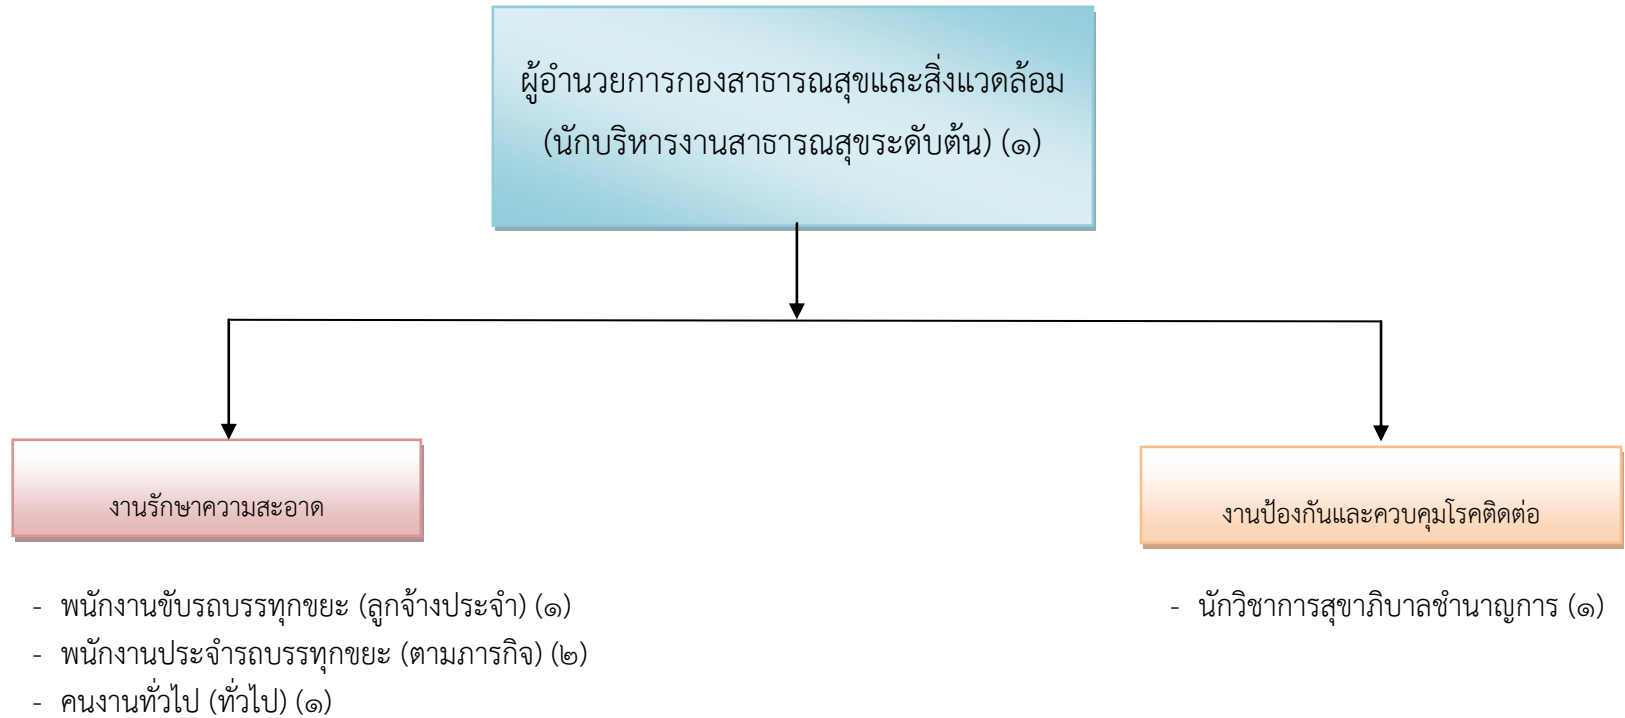 ผู้อำนวยการกองสาธารณสุขและสิ่งแวดล้อม
(นักบริหารงานสาธารณสุขระดับต้น) (๑)
งานรักษาความสะอาด
- พนักงานขับรถบรรทุกขยะ (ลูกจ้างประจำ) (๑)
- พนักงานประจำรถบรรทุกขยะ (ตามภารกิจ) (๒)
- คนงานทั่วไป (ทั่วไป) (๑)
งานป้องกันและควบคุมโรคติดต่อ
- นักวิชาการสุขาภิบาลชำนาญการ (๑)